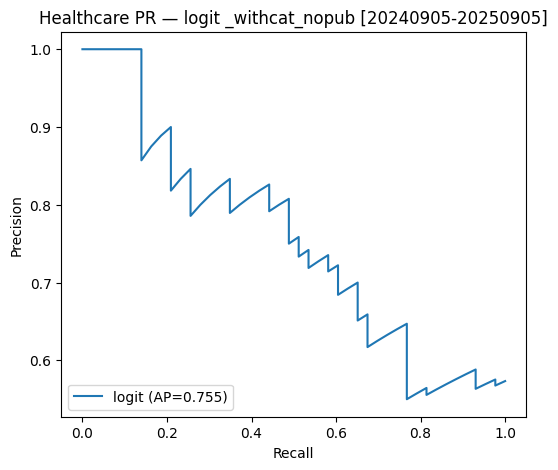 Healthcare PR — logit _withcat_nopub [20240905-20250905]
1.0
0.9
0.8
0.7
0.6
Precision
logit (AP=0.755)
0.0 0.2 0.4 0.6 0.8 1.0
Recall